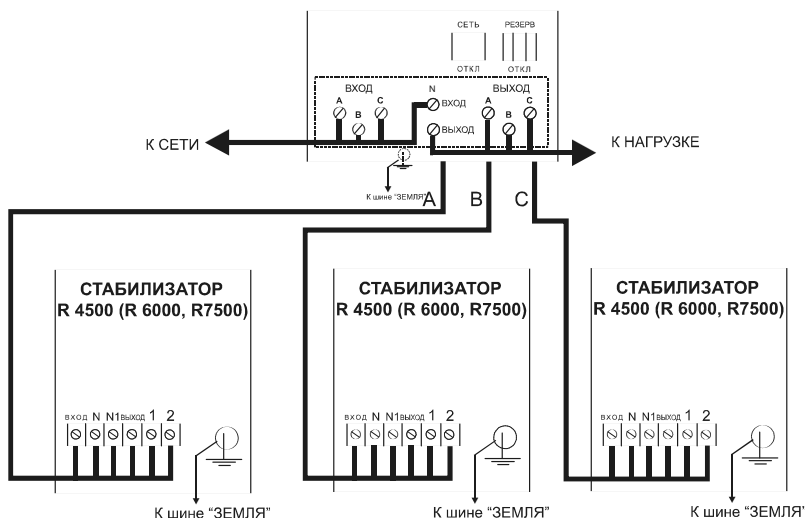 СЕТЬ РЕЗЕРВ
ОТКЛ ОТКЛ
ВХОД N ВЫХОД
A B C ВХОД A B C
ВЫХОД
К СЕТИ
К НАГРУЗКЕ
К шине "ЗЕМЛЯ"
A B C
СТАБИЛИЗАТОР
R 4500 (R 6000, R7500)
ВХОД N N1 ВЫХОД 1 2
К шине "ЗЕМЛЯ"
СТАБИЛИЗАТОР
R 4500 (R 6000, R7500)
ВХОД N N1 ВЫХОД 1 2
К шине "ЗЕМЛЯ"
СТАБИЛИЗАТОР
R 4500 (R 6000, R7500)
ВХОД N N1 ВЫХОД 1 2
К шине "ЗЕМЛЯ"